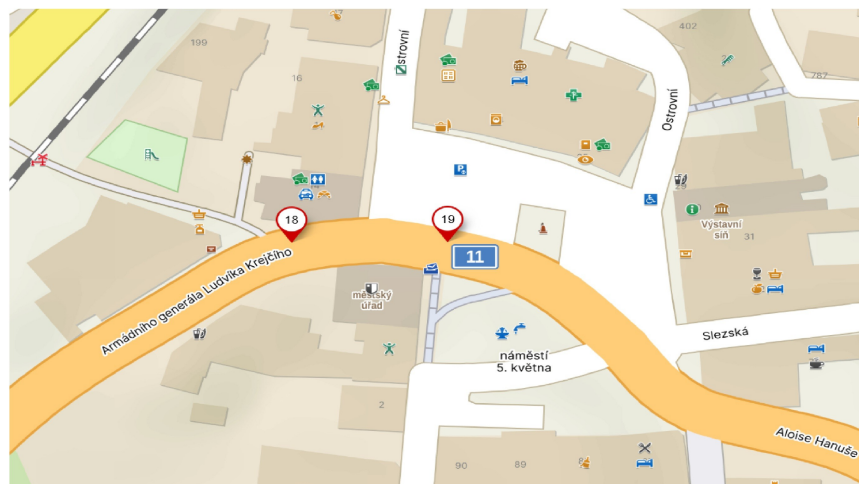 199
16
Ostrovní
402
787
Ostrovní
18
19
11
Armádního generála Ludvíka Krejčího
městský
úřad
Výstavní
síň
31
Slezská
náměstí
5. května
2
90
89
Aloise Hanuše